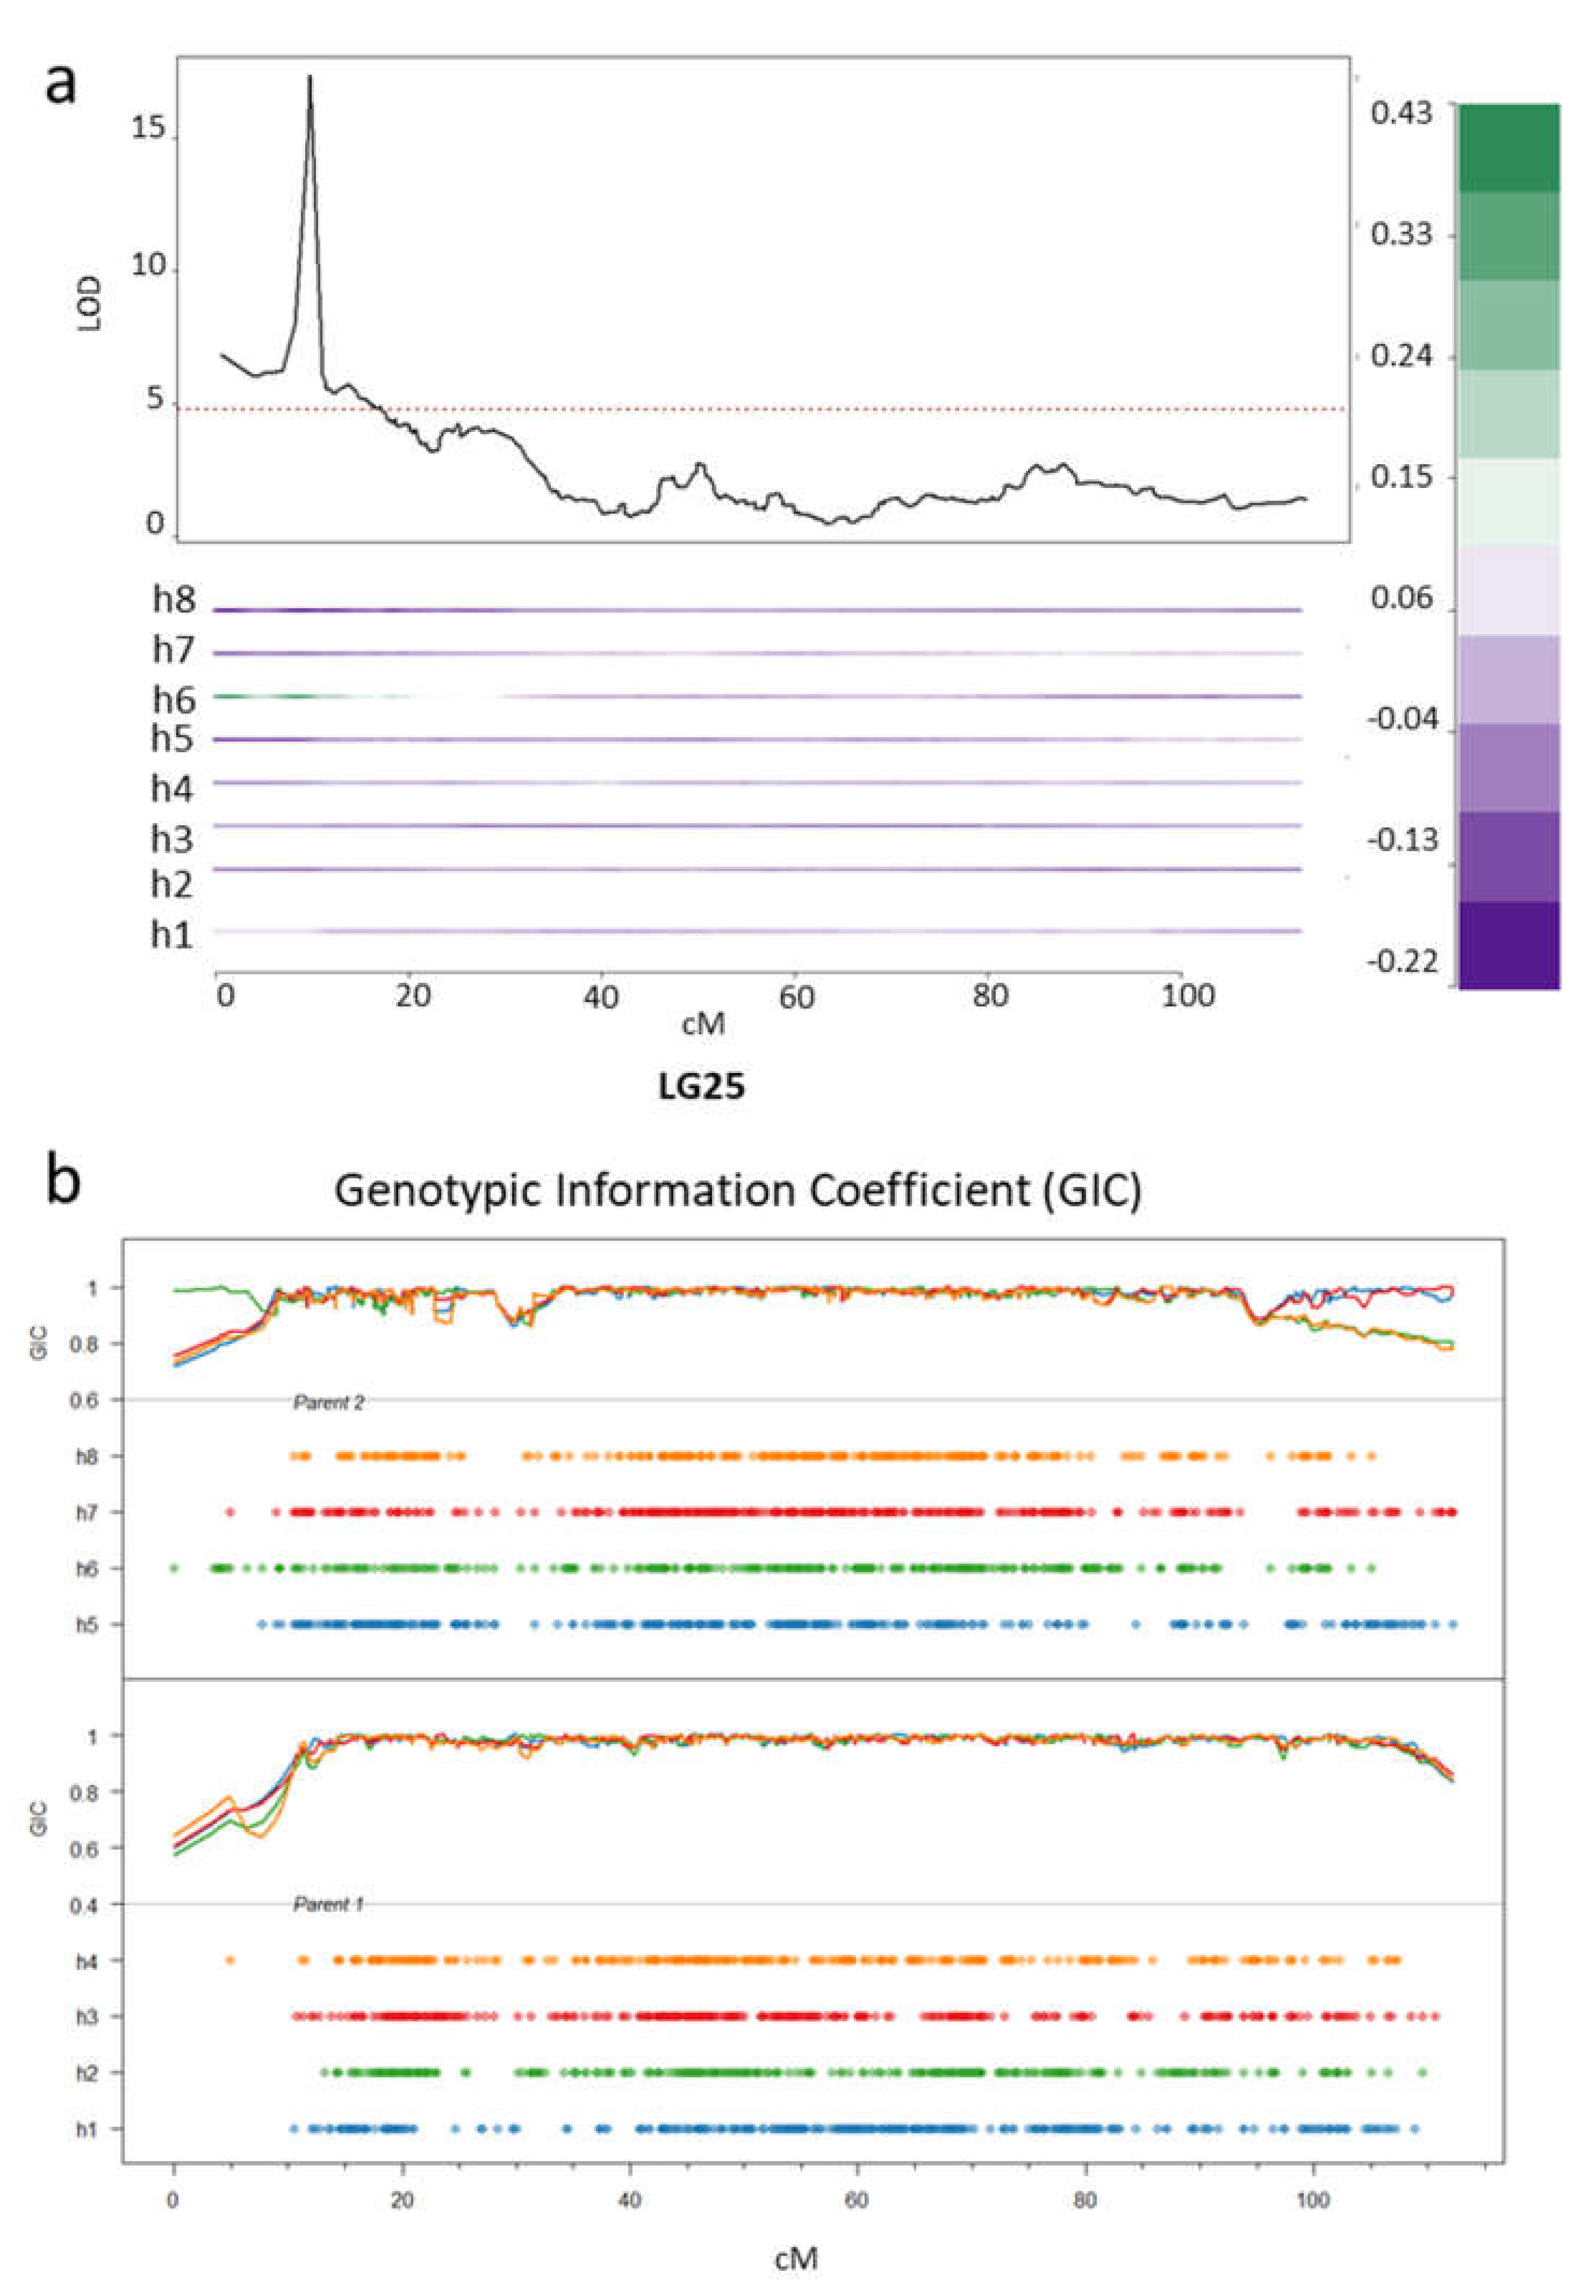 a
15
10
5
0
LOD
0.43
0.33
0.24
0.15
0.06
-0.04
-0.13
-0.22
h8
h7
h6
h5
h4
h3
h2
h1
0 20 40 60 80 100
cM
LG25
b
Genotypic Information Coefficient (GIC)
1
0.8
0.6
GIC
Parent 2
h8
h7
h6
h5
1
0.8
0.6
0.4
GIC
Parent 1
h4
h3
h2
h1
0 20 40 60 80 100
cM